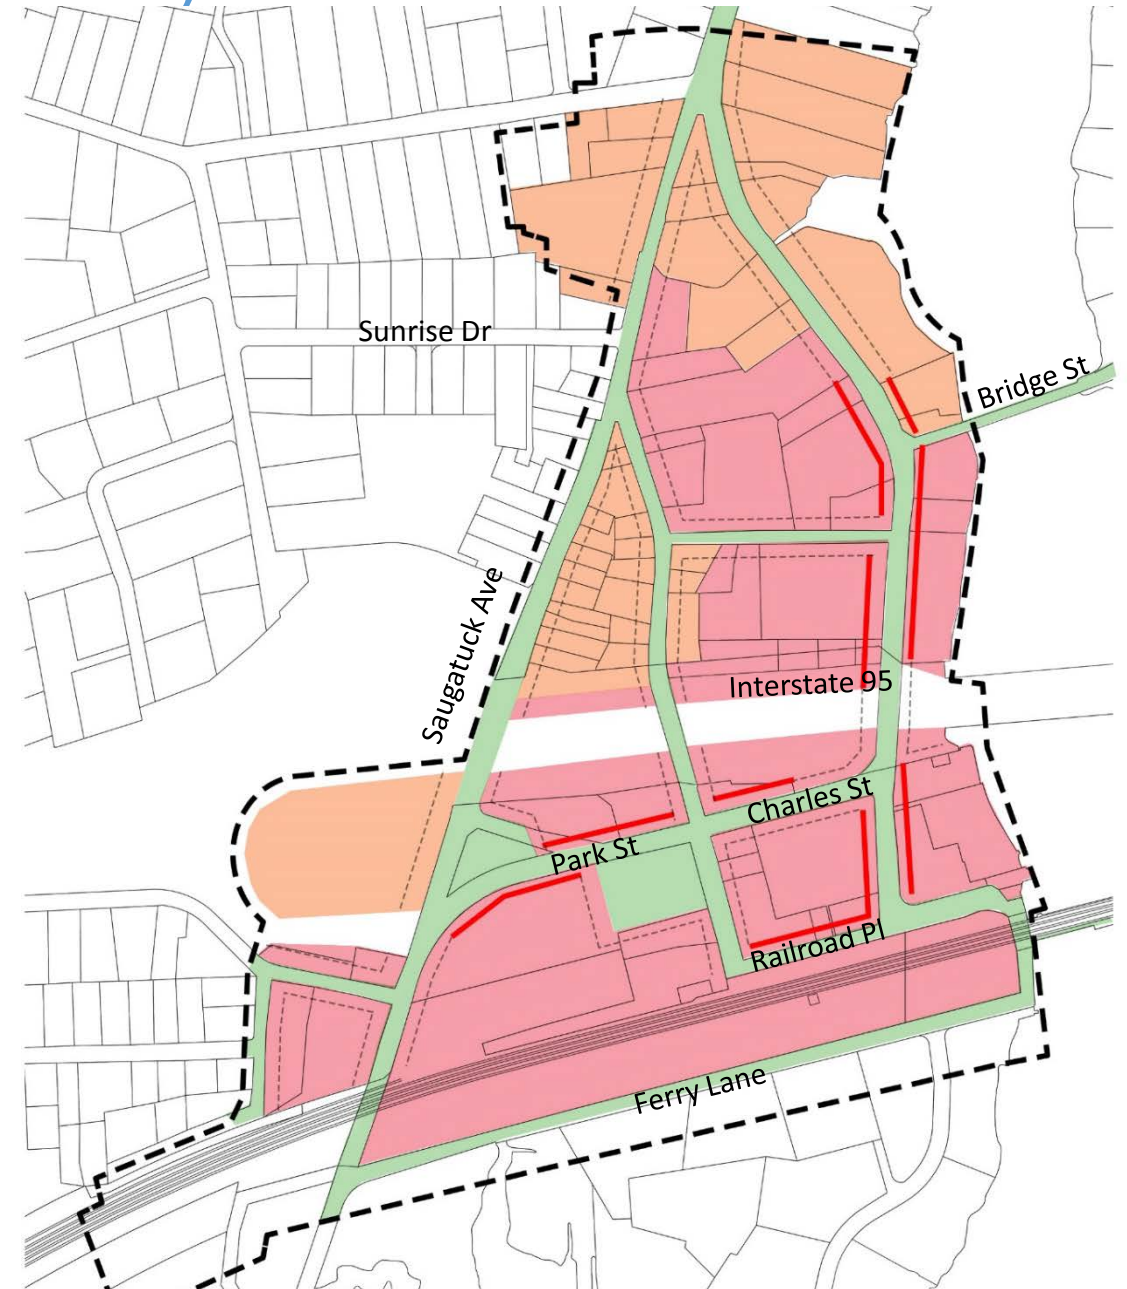 Sunrise Dr
Bridge St
Saugatuck Ave
Interstate 95
Charles St
Park St
Railroad Pl
Ferry Lane